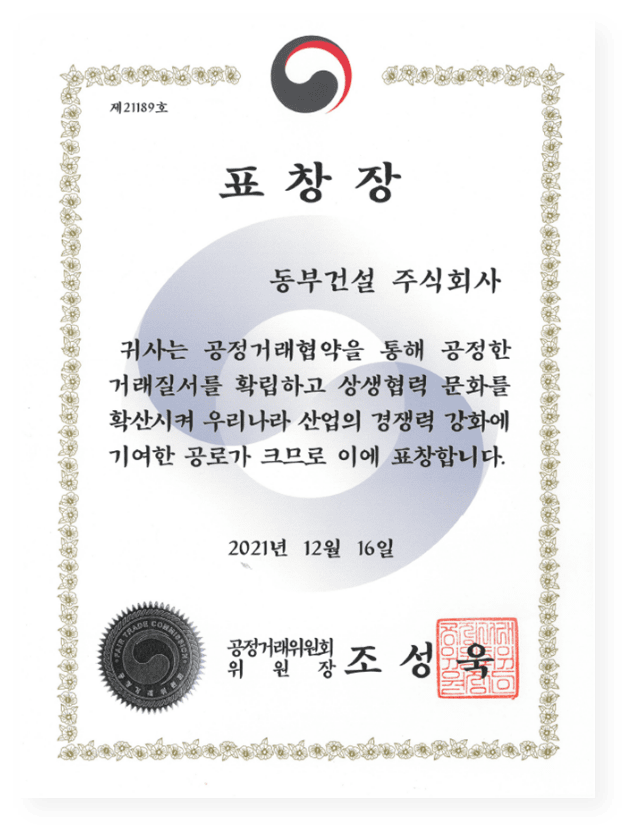 제21189호
표창장
동부건설 주식회사
귀사는 공정거래협약을 통해 공정한
거래질서를 확립하고 상생협력 문화를
확산시켜 우리나라 산업의 경쟁력 강화에
기여한 공로가 크므로 이에 표창합니다.
2021년 12월 16일
FAIR TRADE COMMISSION
공정거래위원회
공정거래위원회
위원장 조성욱